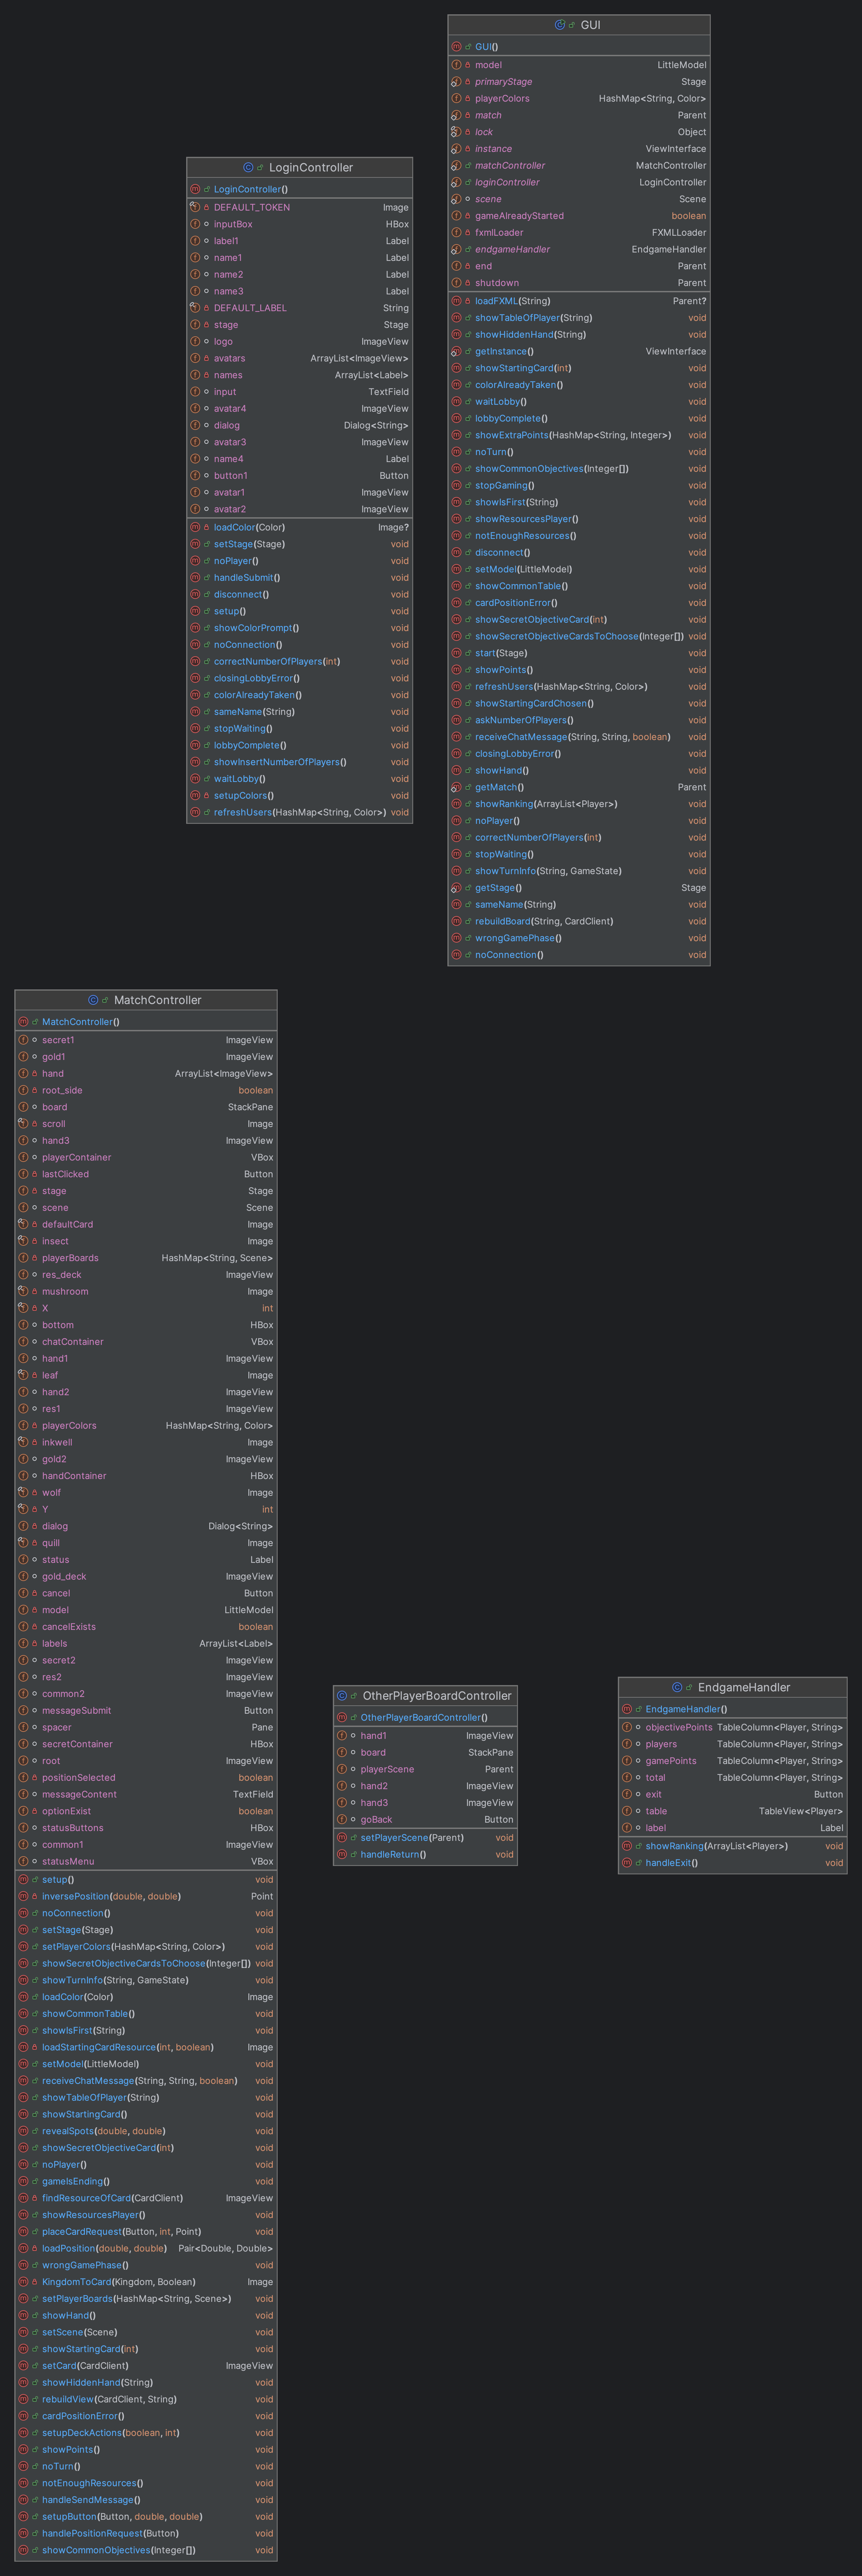 GUI
GUI()
model LittleModel
primaryStage Stage
playerColors HashMap<String, Color>
match Parent
lock Object
instance ViewInterface
matchController MatchController
loginController LoginController
scene Scene
gameAlreadyStarted boolean
fxmlLoader FXMLLoader
endgameHandler EndgameHandler
end Parent
shutdown Parent
loadFXML(String) Parent?
showTableOfPlayer(String) void
showHiddenHand(String) void
getInstance() ViewInterface
showStartingCard(int) void
colorAlreadyTaken() void
waitLobby() void
lobbyComplete() void
showExtraPoints(HashMap<String, Integer>) void
noTurn() void
showCommonObjectives(Integer[]) void
stopGaming() void
showIsFirst(String) void
showResourcesPlayer() void
notEnoughResources() void
disconnect() void
setModel(LittleModel) void
showCommonTable() void
cardPositionError() void
showSecretObjectiveCard(int) void
showSecretObjectiveCardsToChoose(Integer[]) void
start(Stage) void
showPoints() void
refreshUsers(HashMap<String, Color>) void
showStartingCardChosen() void
askNumberOfPlayers() void
receiveChatMessage(String, String, boolean) void
closingLobbyError() void
showHand() void
getMatch() Parent
showRanking(ArrayList<Player>) void
noPlayer() void
correctNumberOfPlayers(int) void
stopWaiting() void
showTurnInfo(String, GameState) void
getStage() Stage
sameName(String) void
rebuildBoard(String, CardClient) void
wrongGamePhase() void
noConnection() void
LoginController
LoginController()
DEFAULT_TOKEN Image
inputBox HBox
label1 Label
name1 Label
name2 Label
name3 Label
DEFAULT_LABEL String
stage Stage
logo ImageView
avatars ArrayList<ImageView>
names ArrayList<Label>
input TextField
avatar4 ImageView
dialog Dialog<String>
avatar3 ImageView
name4 Label
button1 Button
avatar1 ImageView
avatar2 ImageView
loadColor(Color) Image?
setStage(Stage) void
noPlayer() void
handleSubmit() void
disconnect() void
setup() void
showColorPrompt() void
noConnection() void
correctNumberOfPlayers(int) void
closingLobbyError() void
colorAlreadyTaken() void
sameName(String) void
stopWaiting() void
lobbyComplete() void
showInsertNumberOfPlayers() void
waitLobby() void
setupColors() void
refreshUsers(HashMap<String, Color>) void
MatchController
MatchController()
secret1 ImageView
gold1 ImageView
hand ArrayList<ImageView>
root_side boolean
board StackPane
scroll Image
hand3 ImageView
playerContainer VBox
lastClicked Button
stage Stage
scene Scene
defaultCard Image
insect Image
playerBoards HashMap<String, Scene>
res_deck ImageView
mushroom Image
X int
bottom HBox
chatContainer VBox
hand1 ImageView
leaf Image
hand2 ImageView
res1 ImageView
playerColors HashMap<String, Color>
inkwell Image
gold2 ImageView
handContainer HBox
wolf Image
Y int
dialog Dialog<String>
quill Image
status Label
gold_deck ImageView
cancel Button
model LittleModel
cancelExists boolean
labels ArrayList<Label>
secret2 ImageView
res2 ImageView
common2 ImageView
messageSubmit Button
spacer Pane
secretContainer HBox
root ImageView
positionSelected boolean
messageContent TextField
optionExist boolean
statusButtons HBox
common1 ImageView
statusMenu VBox
setup() void
inversePosition(double, double) Point
noConnection() void
setStage(Stage) void
setPlayerColors(HashMap<String, Color>) void
showSecretObjectiveCardsToChoose(Integer[]) void
showTurnInfo(String, GameState) void
loadColor(Color) Image
showCommonTable() void
showIsFirst(String) void
loadStartingCardResource(int, boolean) Image
setModel(LittleModel) void
receiveChatMessage(String, String, boolean) void
showTableOfPlayer(String) void
showStartingCard() void
revealSpots(double, double) void
showSecretObjectiveCard(int) void
noPlayer() void
gameIsEnding() void
findResourceOfCard(CardClient) ImageView
showResourcesPlayer() void
placeCardRequest(Button, int, Point) void
loadPosition(double, double) Pair<Double, Double>
wrongGamePhase() void
KingdomToCard(Kingdom, Boolean) Image
setPlayerBoards(HashMap<String, Scene>) void
showHand() void
setScene(Scene) void
showStartingCard(int) void
setCard(CardClient) ImageView
showHiddenHand(String) void
rebuildView(CardClient, String) void
cardPositionError() void
setupDeckActions(boolean, int) void
showPoints() void
noTurn() void
notEnoughResources() void
handleSendMessage() void
setupButton(Button, double, double) void
handlePositionRequest(Button) void
showCommonObjectives(Integer[]) void
OtherPlayerBoardController
OtherPlayerBoardController()
hand1 ImageView
board StackPane
playerScene Parent
hand2 ImageView
hand3 ImageView
goBack Button
setPlayerScene(Parent) void
handleReturn() void
EndgameHandler
EndgameHandler()
objectivePoints TableColumn<Player, String>
players TableColumn<Player, String>
gamePoints TableColumn<Player, String>
total TableColumn<Player, String>
exit Button
table TableView<Player>
label Label
showRanking(ArrayList<Player>) void
handleExit() void